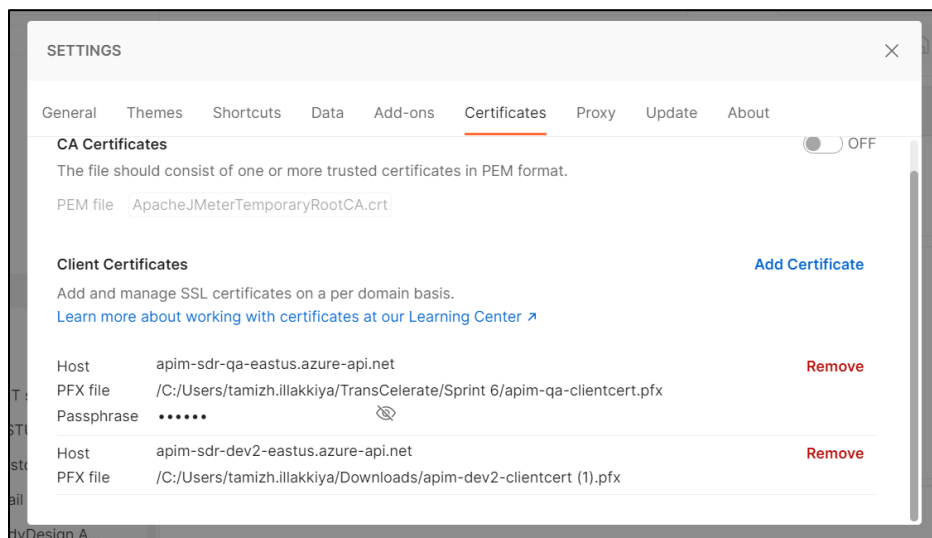 SETTINGS
General Themes Shortcuts Data Add-ons Certificates Proxy Update About
CA Certificates OFF
The file should consist of one or more trusted certificates in PEM format.
PEM file ApacheJMeterTemporaryRootCA.crt
Client Certificates Add Certificate
Add and manage SSL certificates on a per domain basis.
Learn more about working with certificates at our Learning Center ↗
Host apim-sdr-qa-eastus.azure-api.net Remove
PFX file /C:/Users/tamizh.illakkiya/TransCelerate/Sprint 6/apim-qa-clientcert.pfx
Passphrase ••••••
Host apim-sdr-dev2-eastus.azure-api.net Remove
PFX file /C:/Users/tamizh.illakkiya/Downloads/apim-dev2-clientcert (1).pfx